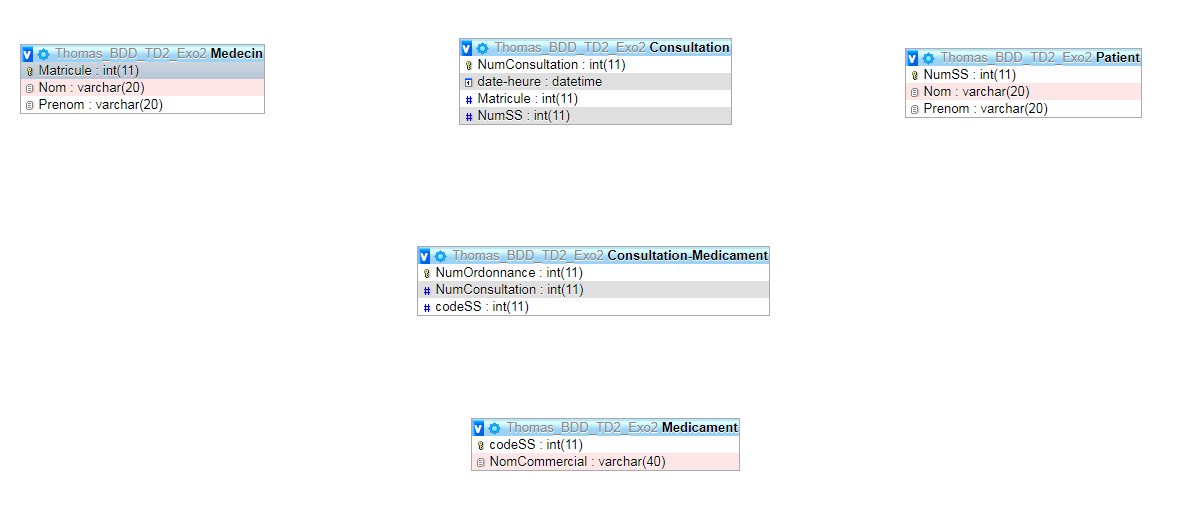 v Thomas_BDD_TD2_Exo2 Medecin
Matricule : int(11)
Nom : varchar(20)
Prenom : varchar(20)
v Thomas_BDD_TD2_Exo2 Consultation
NumConsultation : int(11)
date-heure : datetime
# Matricule : int(11)
# NumSS : int(11)
v Thomas_BDD_TD2_Exo2 Patient
NumSS : int(11)
Nom : varchar(20)
Prenom : varchar(20)
v Thomas_BDD_TD2_Exo2 Consultation-Medicament
NumOrdonnance : int(11)
# NumConsultation : int(11)
# codeSS : int(11)
v Thomas_BDD_TD2_Exo2 Medicament
codeSS : int(11)
NomCommercial : varchar(40)